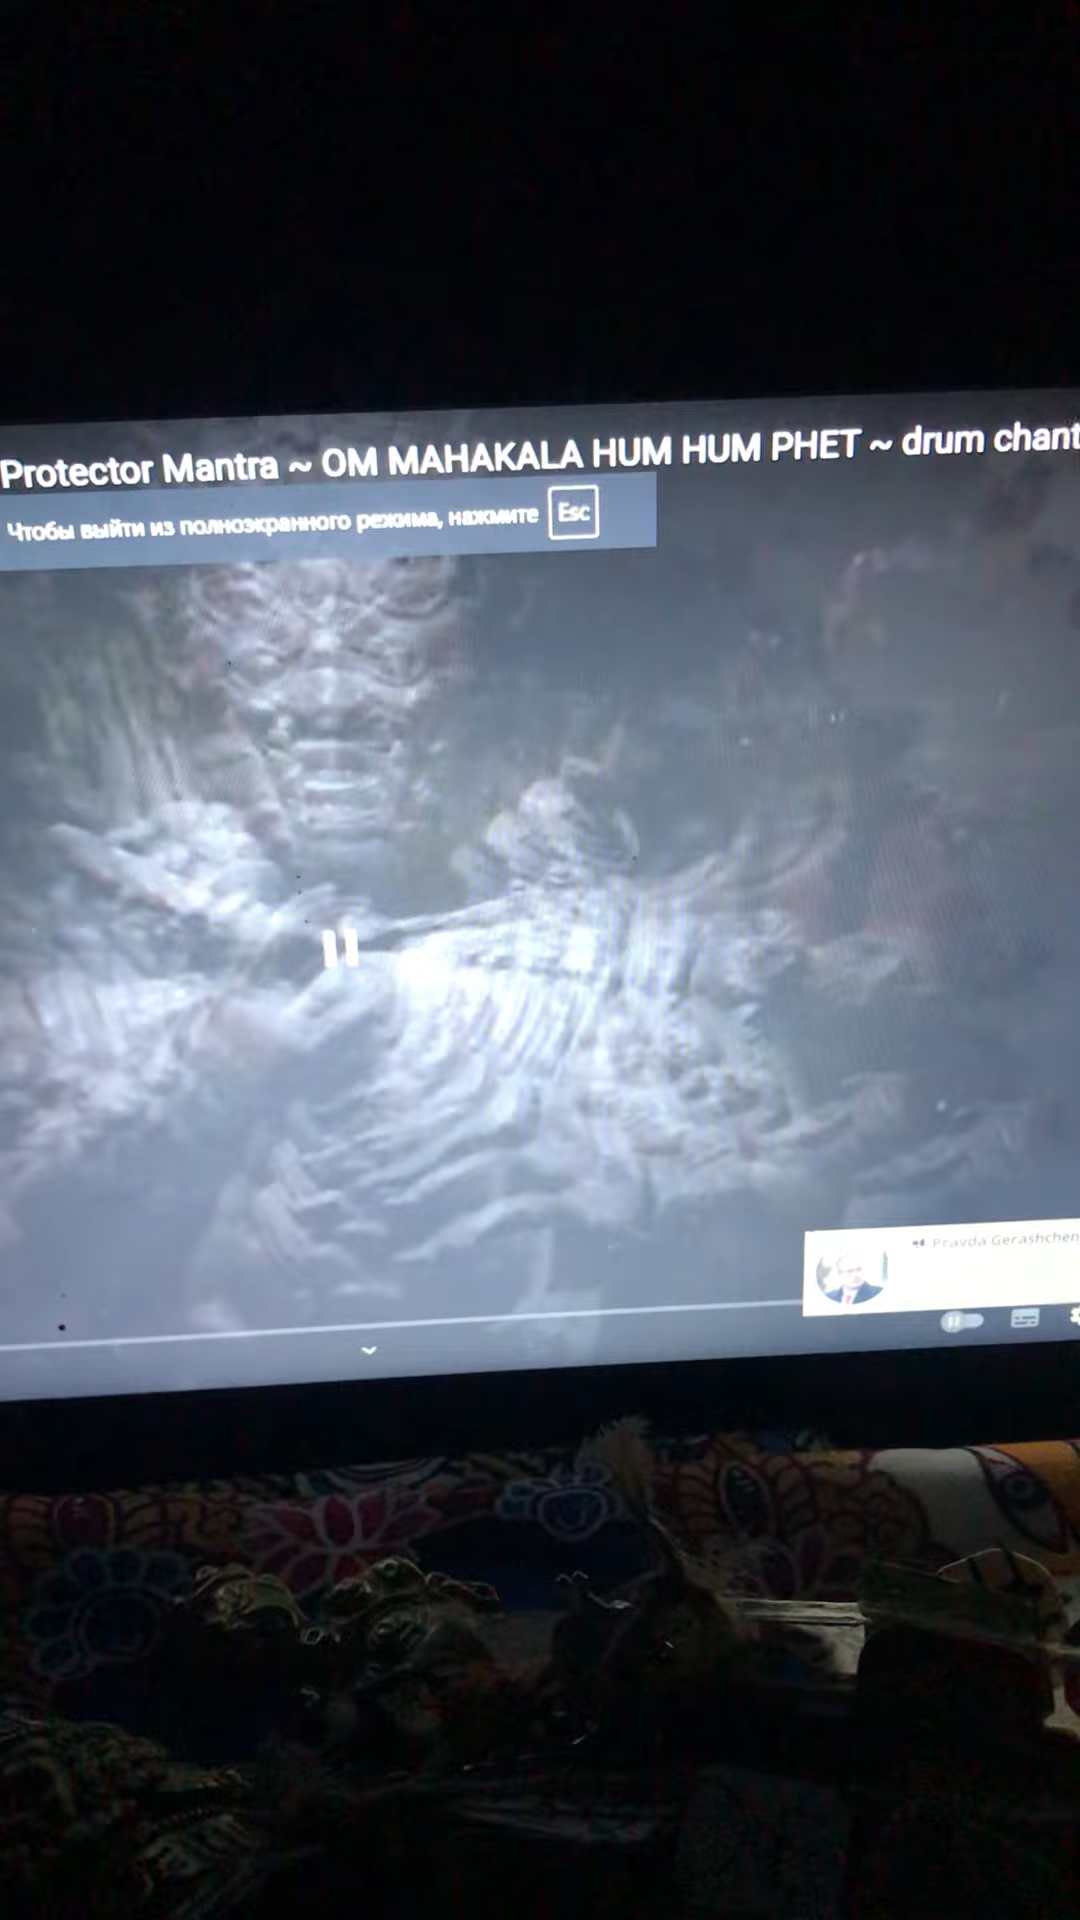 Protector Mantra ~ OM MAHAKALA HUM HUM PHET ~ drum chant
Чтобы выйти из полноэкранного режима, нажмите Esc
Pravda Gerashchen